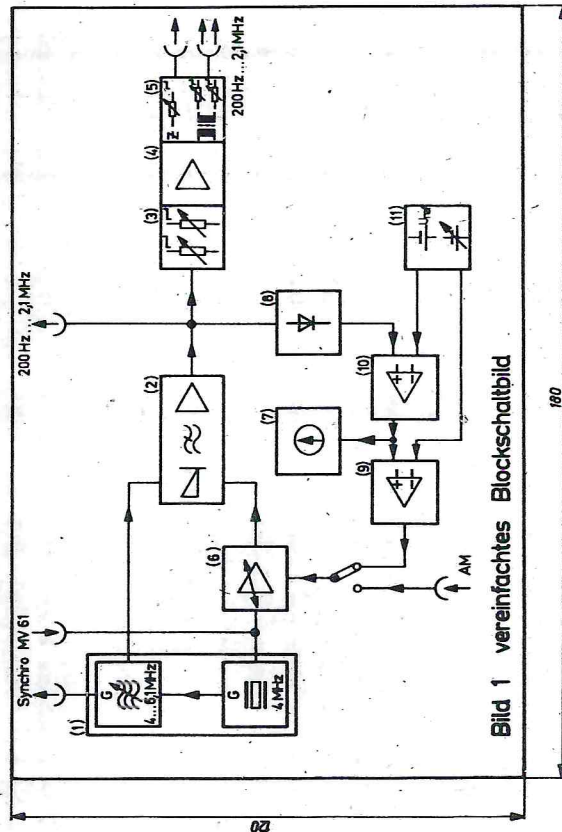 Synchro MV 61
200 Hz ... 2,1 MHz
(1)
G
4...6,1 MHz
G
4 MHz
(6)
AM
(2)
(3)
(4)
(5)
200 Hz ... 2,1 MHz
(7)
(8)
(9)
+
−
(10)
+
−
(11)
Bild 1 vereinfachtes Blockschaltbild
120
180